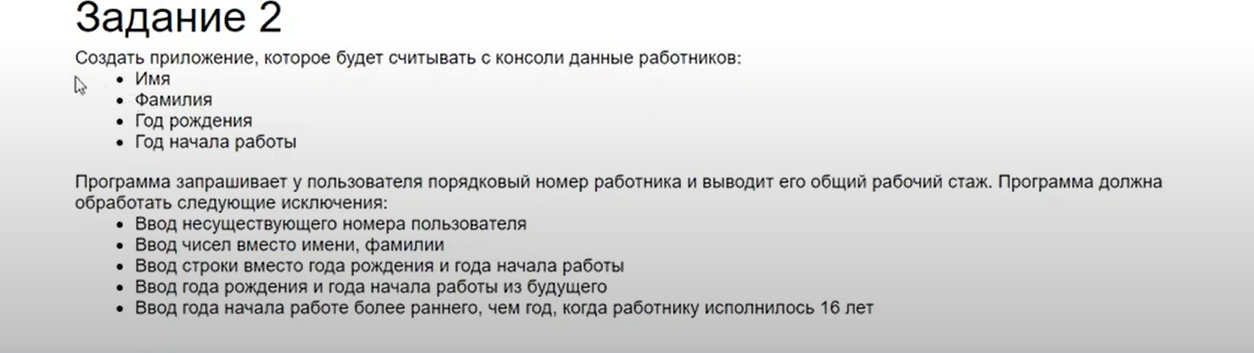 Задание 2
Создать приложение, которое будет считывать с консоли данные работников:
• Имя
• Фамилия
• Год рождения
• Год начала работы
Программа запрашивает у пользователя порядковый номер работника и выводит его общий рабочий стаж. Программа должна
обработать следующие исключения:
• Ввод несуществующего номера пользователя
• Ввод чисел вместо имени, фамилии
• Ввод строки вместо года рождения и года начала работы
• Ввод года рождения и года начала работы из будущего
• Ввод года начала работе более раннего, чем год, когда работнику исполнилось 16 лет